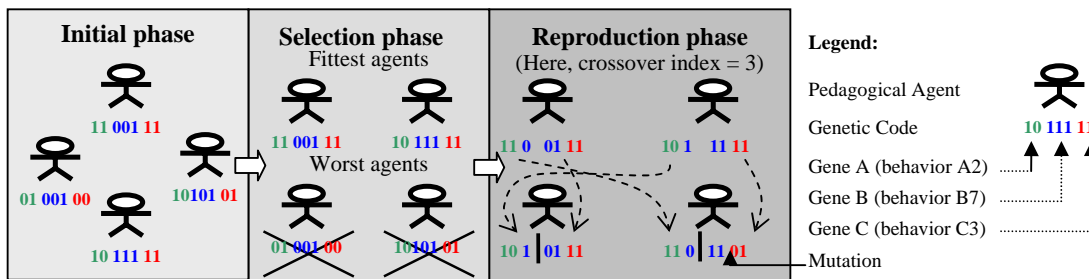 Initial phase
11 001 11
01 001 00
10101 01
10 111 11
Selection phase
Fittest agents
11 001 11
10 111 11
Worst agents
01 001 00
10101 01
Reproduction phase
(Here, crossover index = 3)
11 0 01 11
10 1 11 11
10 1 01 11
11 0 11 01
Legend:
Pedagogical Agent
Genetic Code
10 111 11
Gene A (behavior A2)
Gene B (behavior B7)
Gene C (behavior C3)
Mutation